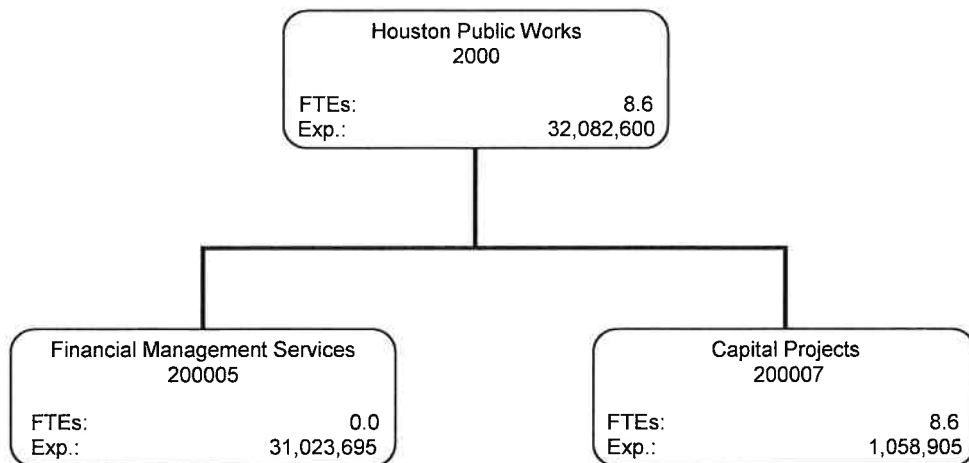 Houston Public Works
2000
FTEs: 8.6
Exp.: 32,082,600
Financial Management Services
200005
FTEs: 0.0
Exp.: 31,023,695
Capital Projects
200007
FTEs: 8.6
Exp.: 1,058,905